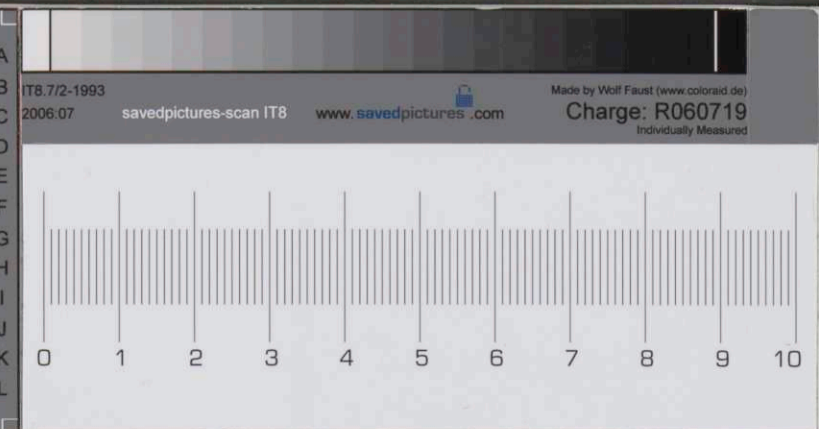 A
B
C
D
E
F
G
H
I
J
K
L
IT8.7/2-1993
2006:07
savedpictures-scan IT8
www.savedpictures.com
Made by Wolf Faust (www.coloraid.de)
Charge: R060719
Individually Measured
0 1 2 3 4 5 6 7 8 9 10